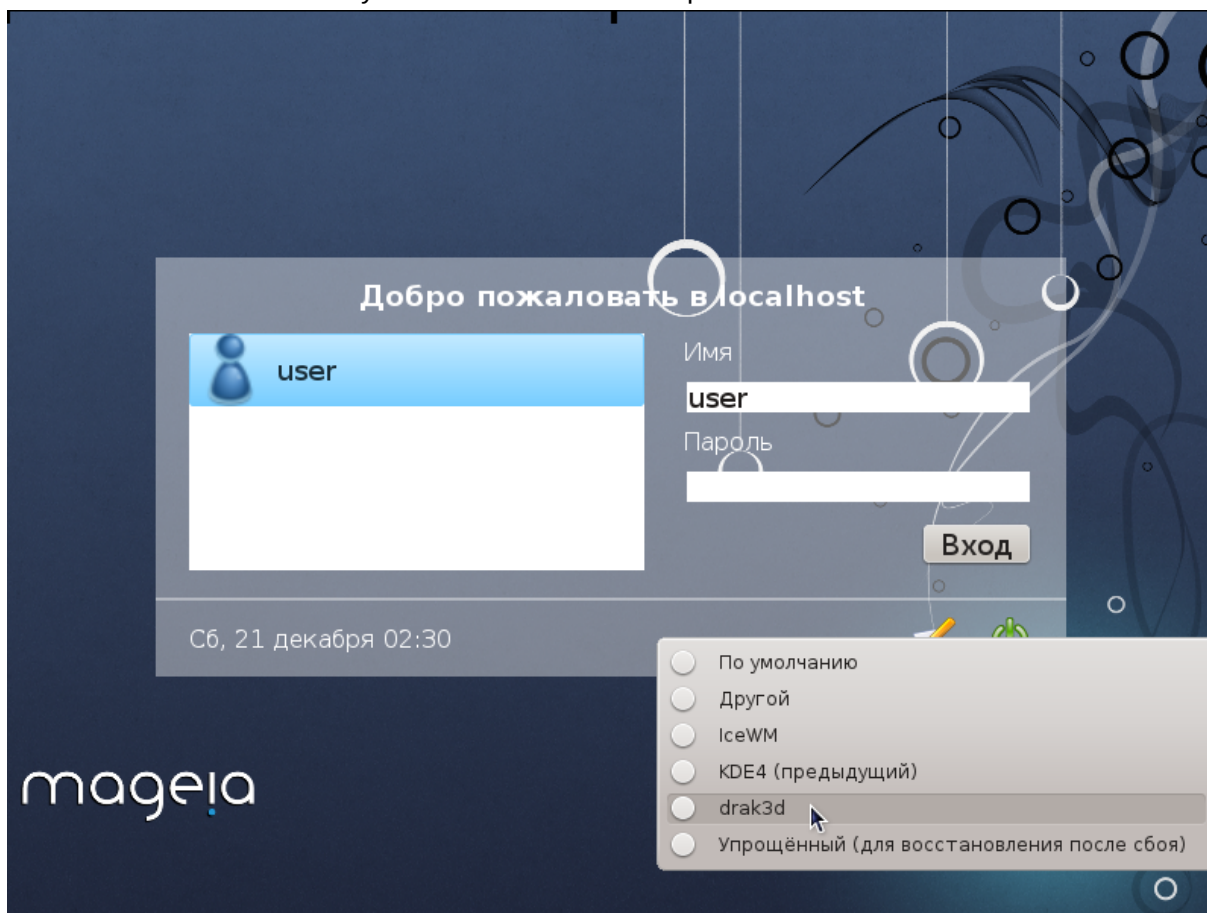 Добро пожаловать в localhost
user
Имя
user
Пароль
Вход
Сб, 21 декабря 02:30
По умолчанию
Другой
IceWM
KDE4 (предыдущий)
drak3d
Упрощённый (для восстановления после сбоя)
mageia